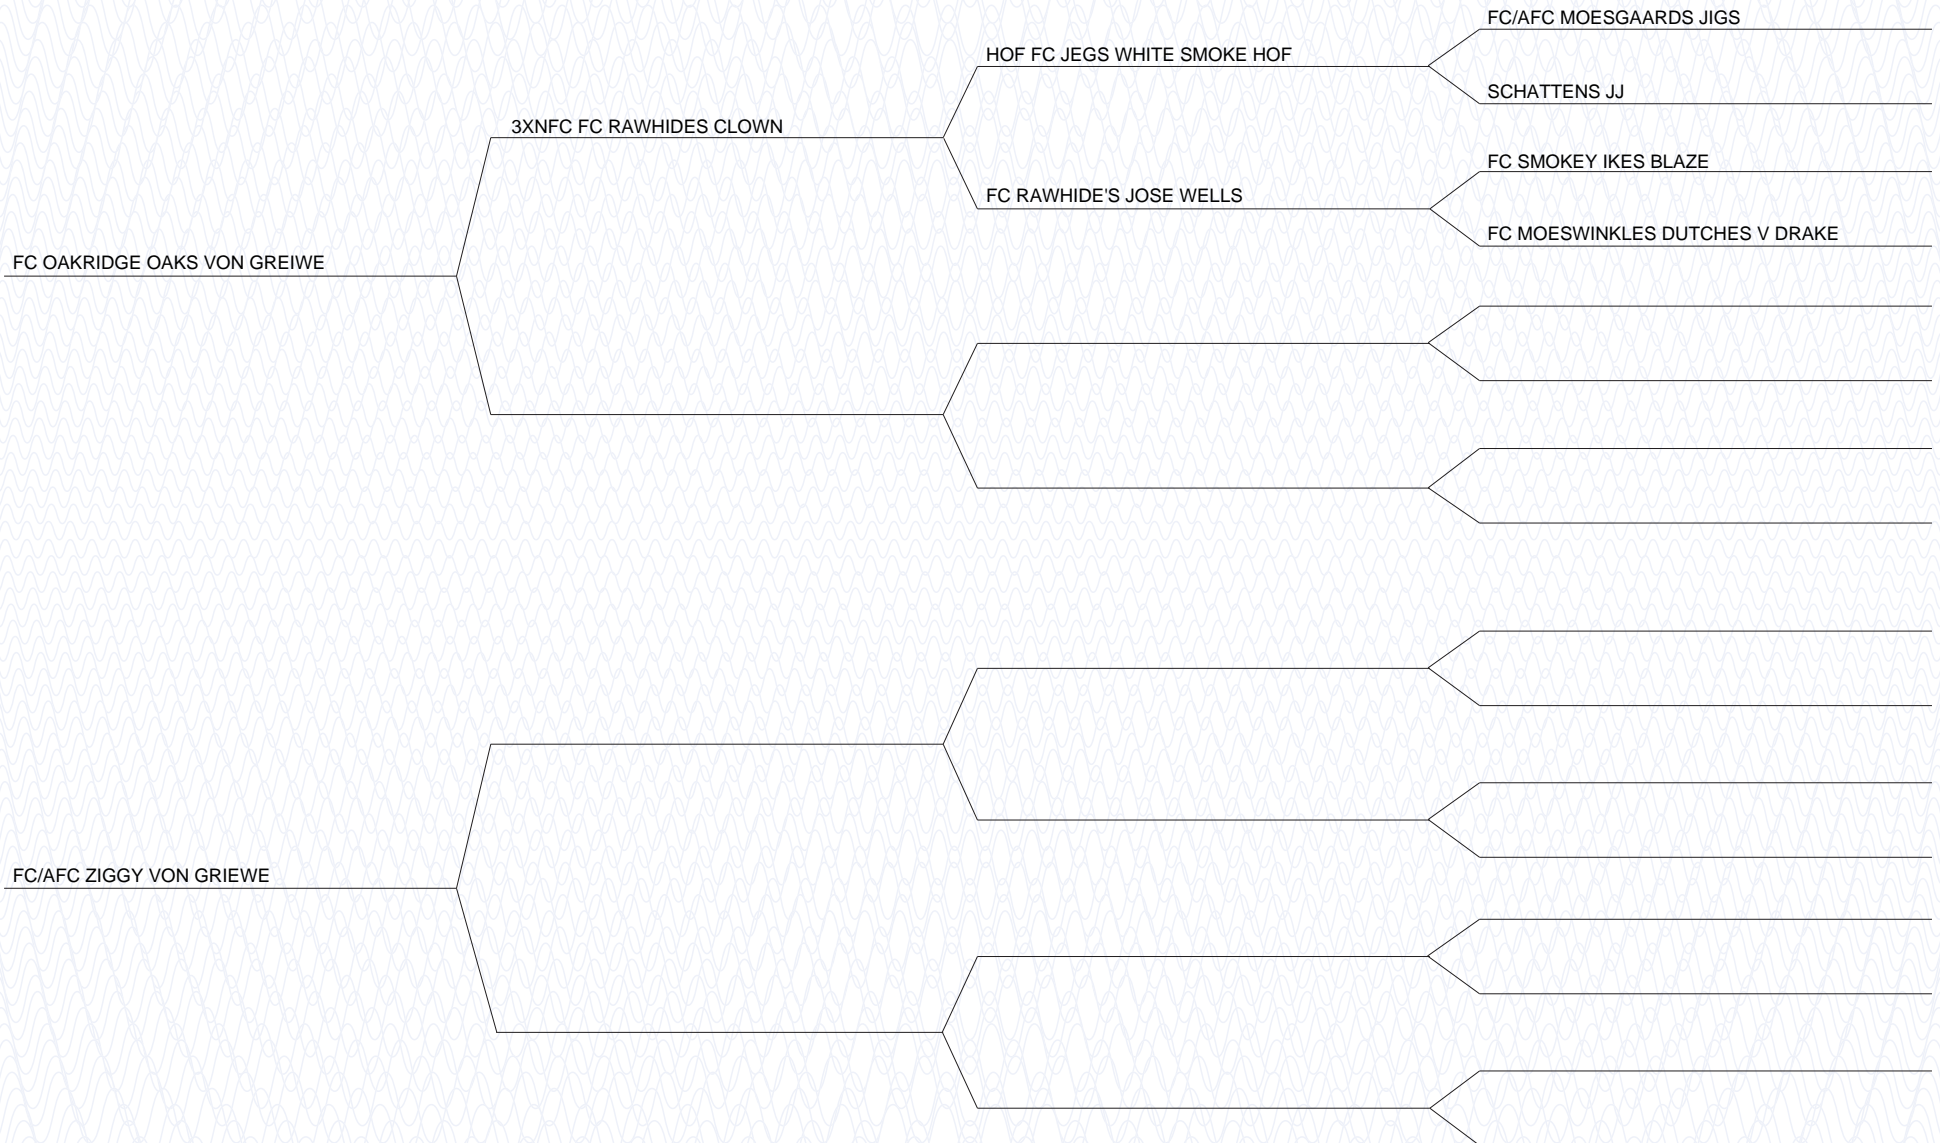 FC/AFC MOESGAARDS JIGS
HOF FC JEGS WHITE SMOKE HOF
SCHATTENS JJ
3XNFC FC RAWHIDES CLOWN
FC SMOKEY IKES BLAZE
FC RAWHIDE'S JOSE WELLS
FC MOESWINKLES DUTCHES V DRAKE
FC OAKRIDGE OAKS VON GREIWE
FC/AFC ZIGGY VON GRIEWE